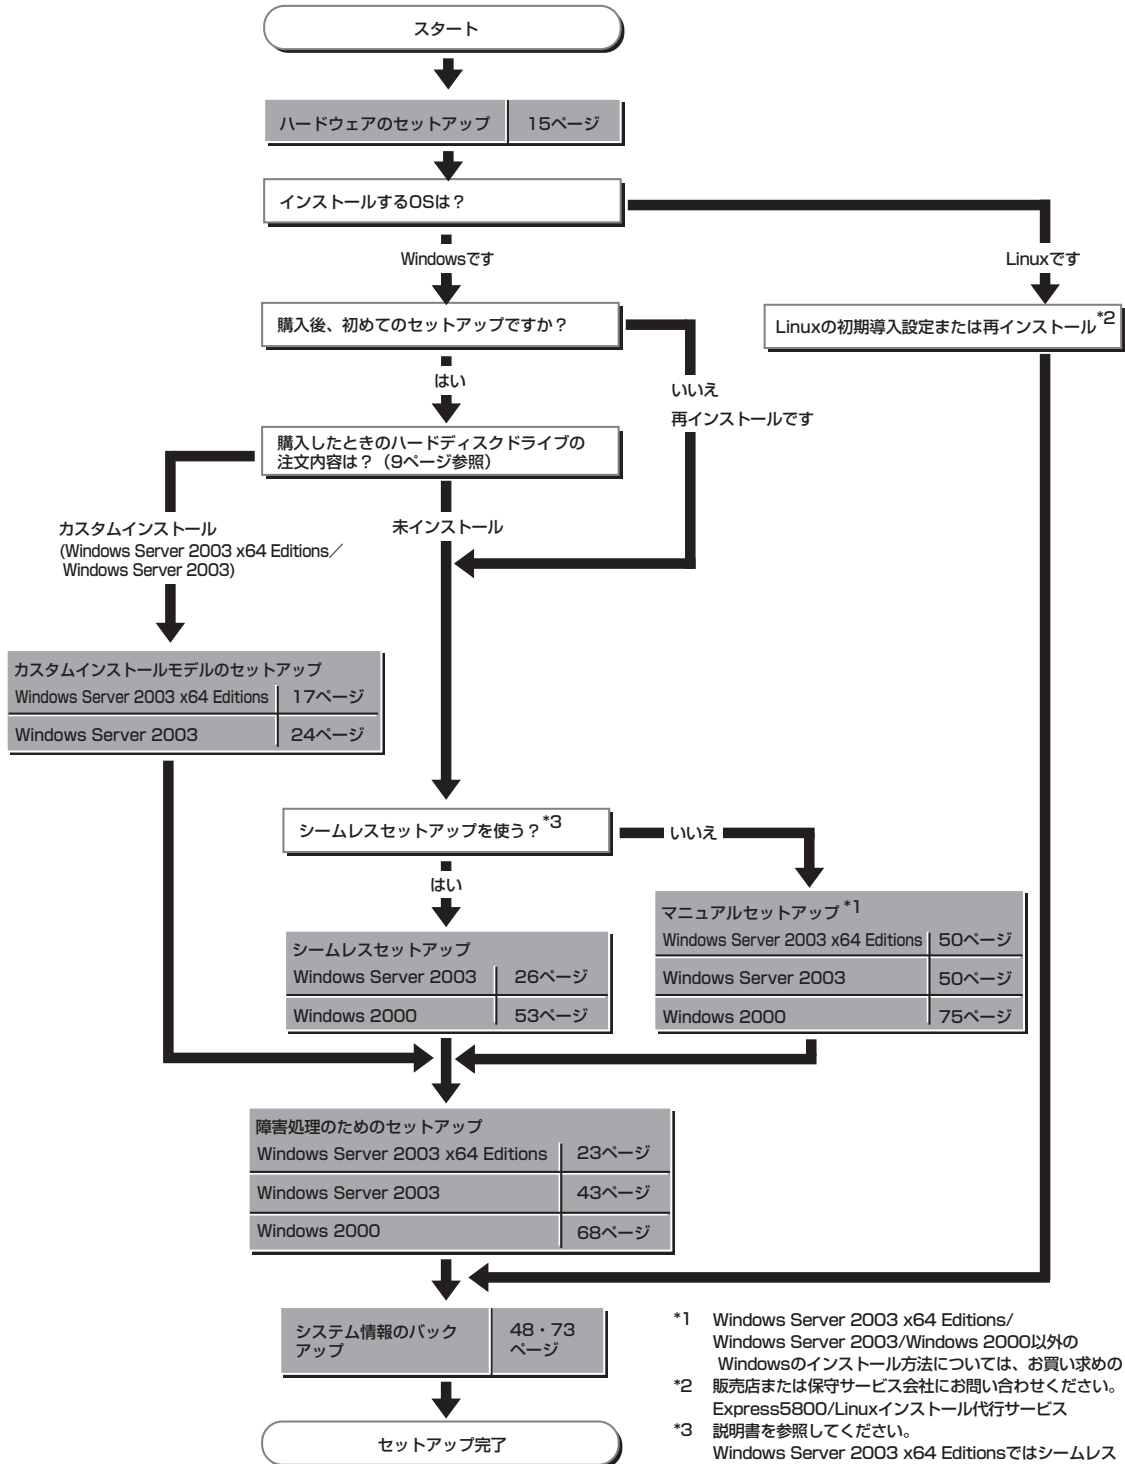 スタート
ハードウェアのセットアップ 15ページ
インストールするOSは？
Windowsです
Linuxです
購入後、初めてのセットアップですか？
Linuxの初期導入設定または再インストール*2
はい
いいえ
再インストールです
購入したときのハードディスクドライブの
注文内容は？（9ページ参照）
カスタムインストール
(Windows Server 2003 x64 Editions／
Windows Server 2003)
未インストール
カスタムインストールモデルのセットアップ
Windows Server 2003 x64 Editions 17ページ
Windows Server 2003 24ページ
シームレスセットアップを使う？*3
いいえ
はい
シームレスセットアップ
Windows Server 2003 26ページ
Windows 2000 53ページ
マニュアルセットアップ*1
Windows Server 2003 x64 Editions 50ページ
Windows Server 2003 50ページ
Windows 2000 75ページ
障害処理のためのセットアップ
Windows Server 2003 x64 Editions 23ページ
Windows Server 2003 43ページ
Windows 2000 68ページ
システム情報のバック
アップ
48・73
ページ
セットアップ完了
*1 Windows Server 2003 x64 Editions/
Windows Server 2003/Windows 2000以外の
Windowsのインストール方法については、お買い求めの
*2 販売店または保守サービス会社にお問い合わせください。
Express5800/Linuxインストール代行サービス
*3 説明書を参照してください。
Windows Server 2003 x64 Editionsではシームレス